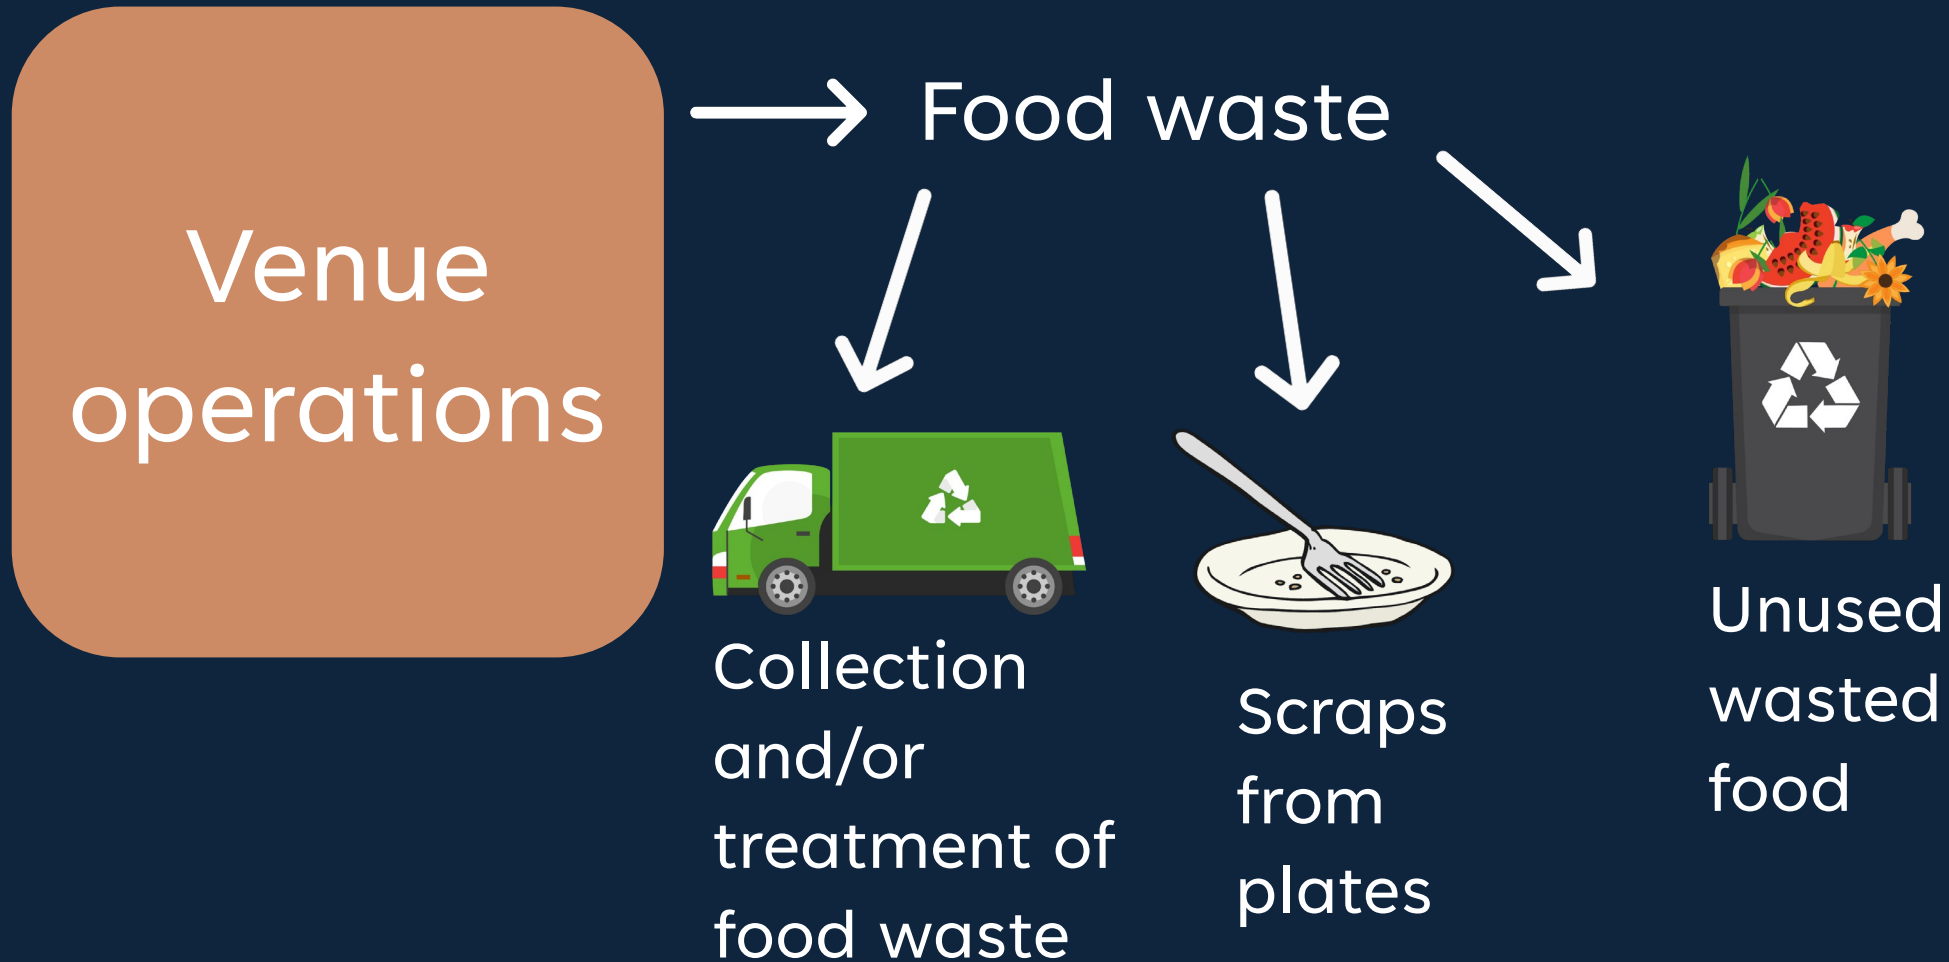 Venue
operations
Food waste
Collection
and/or
treatment of
food waste
Scraps
from
plates
Unused
wasted
food